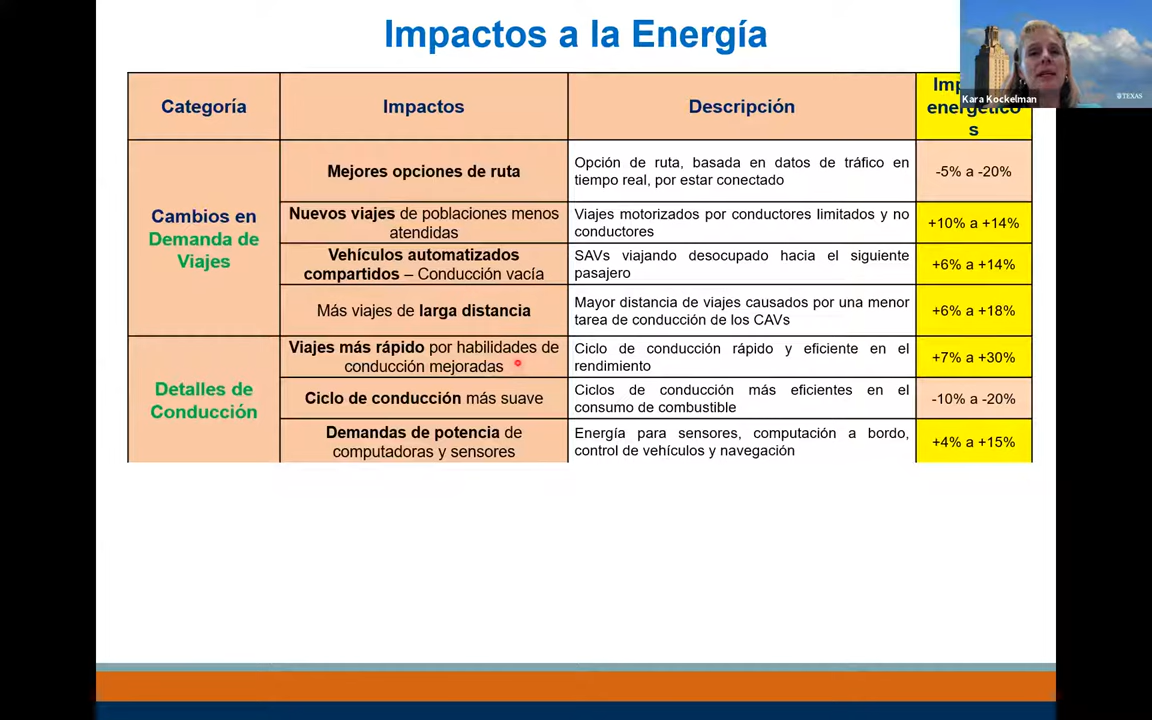 Impactos a la Energía
Kara Kockelman
TEXAS
Categoría
Impactos
Descripción
energético
s
Cambios en
Demanda de
Viajes
Mejores opciones de ruta
Opción de ruta, basada en datos de tráfico en
tiempo real, por estar conectado
-5% a -20%
Nuevos viajes de poblaciones menos
atendidas
Viajes motorizados por conductores limitados y no
conductores
+10% a +14%
Vehículos automatizados
compartidos – Conducción vacía
SAVs viajando desocupado hacia el siguiente
pasajero
+6% a +14%
Más viajes de larga distancia
Mayor distancia de viajes causados por una menor
tarea de conducción de los CAVs
+6% a +18%
Detalles de
Conducción
Viajes más rápido por habilidades de
conducción mejoradas
Ciclo de conducción rápido y eficiente en el
rendimiento
+7% a +30%
Ciclo de conducción más suave
Ciclos de conducción más eficientes en el
consumo de combustible
-10% a -20%
Demandas de potencia de
computadoras y sensores
Energía para sensores, computación a bordo,
control de vehículos y navegación
+4% a +15%